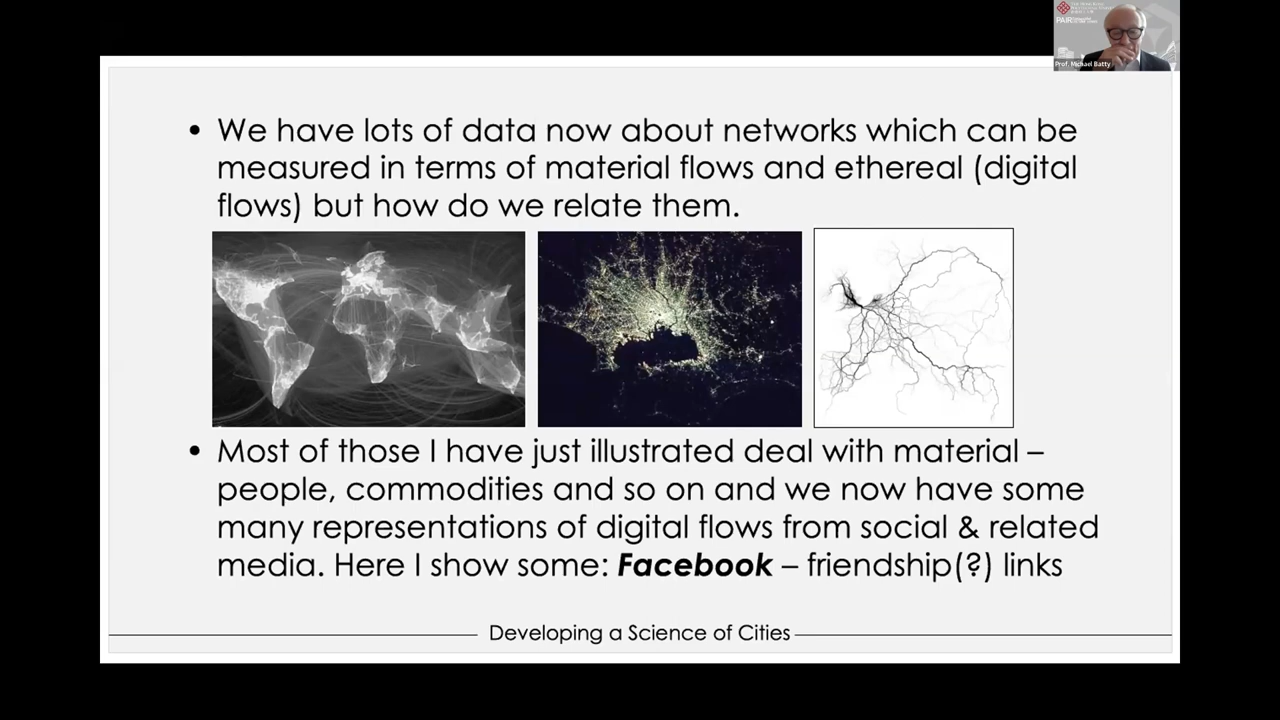 PAIR
Prof. Michael Batty
• We have lots of data now about networks which can be
measured in terms of material flows and ethereal (digital
flows) but how do we relate them.
• Most of those I have just illustrated deal with material –
people, commodities and so on and we now have some
many representations of digital flows from social & related
media. Here I show some: Facebook – friendship(?) links
Developing a Science of Cities